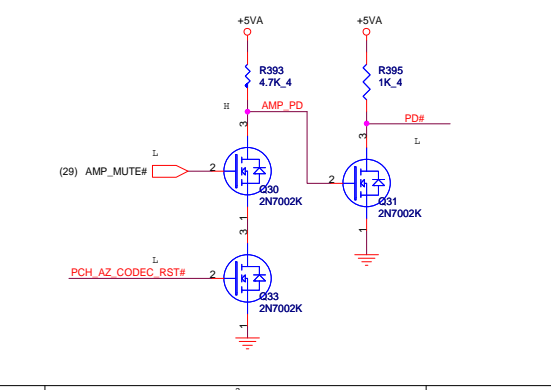 +5VA
+5VA
R393
4.7K_4
R395
1K_4
H
AMP_PD
PD#
3
3
L
L
(29) AMP_MUTE#
2
2
Q30
2N7002K
Q31
2N7002K
1
1
3
L
PCH_AZ_CODEC_RST#
2
Q33
2N7002K
1